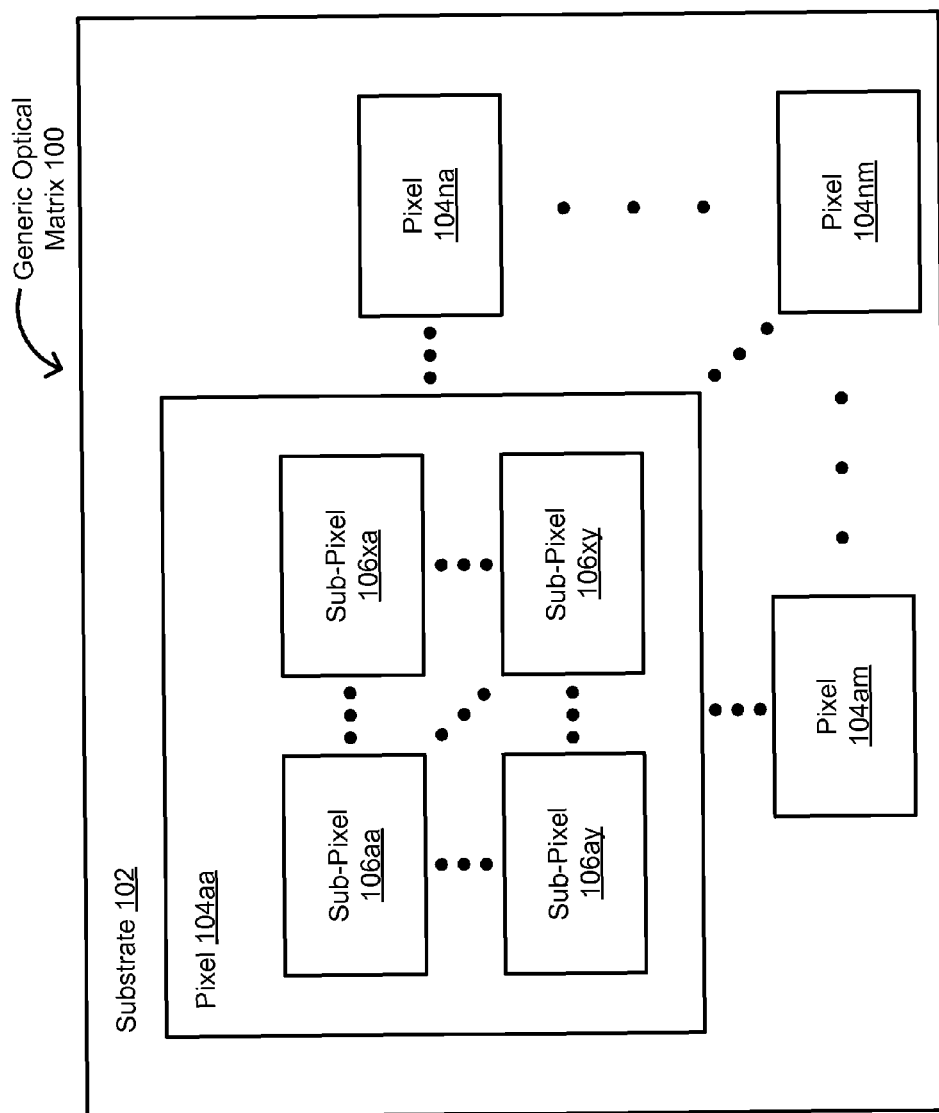 Generic Optical
Matrix 100
Substrate 102
Pixel 104aa
Sub-Pixel
106aa
Sub-Pixel
106xa
Sub-Pixel
106ay
Sub-Pixel
106xy
Pixel
104na
Pixel
104am
Pixel
104nm